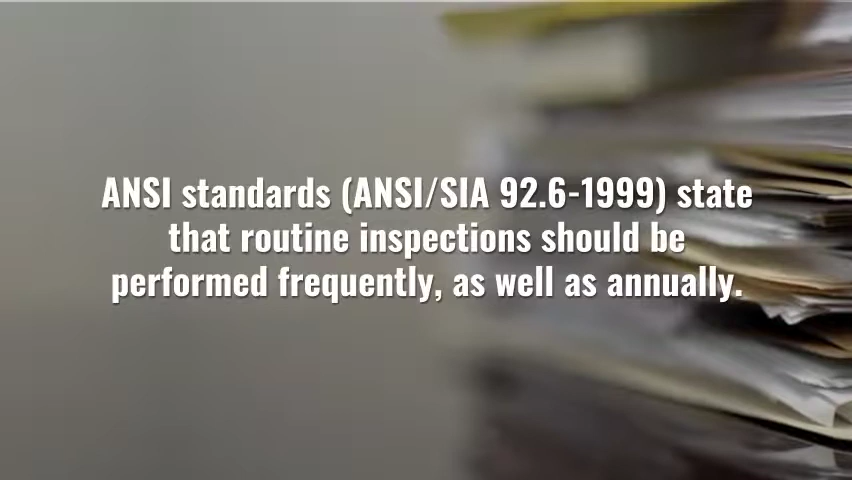 ANSI standards (ANSI/SIA 92.6-1999) state
that routine inspections should be
performed frequently, as well as annually.